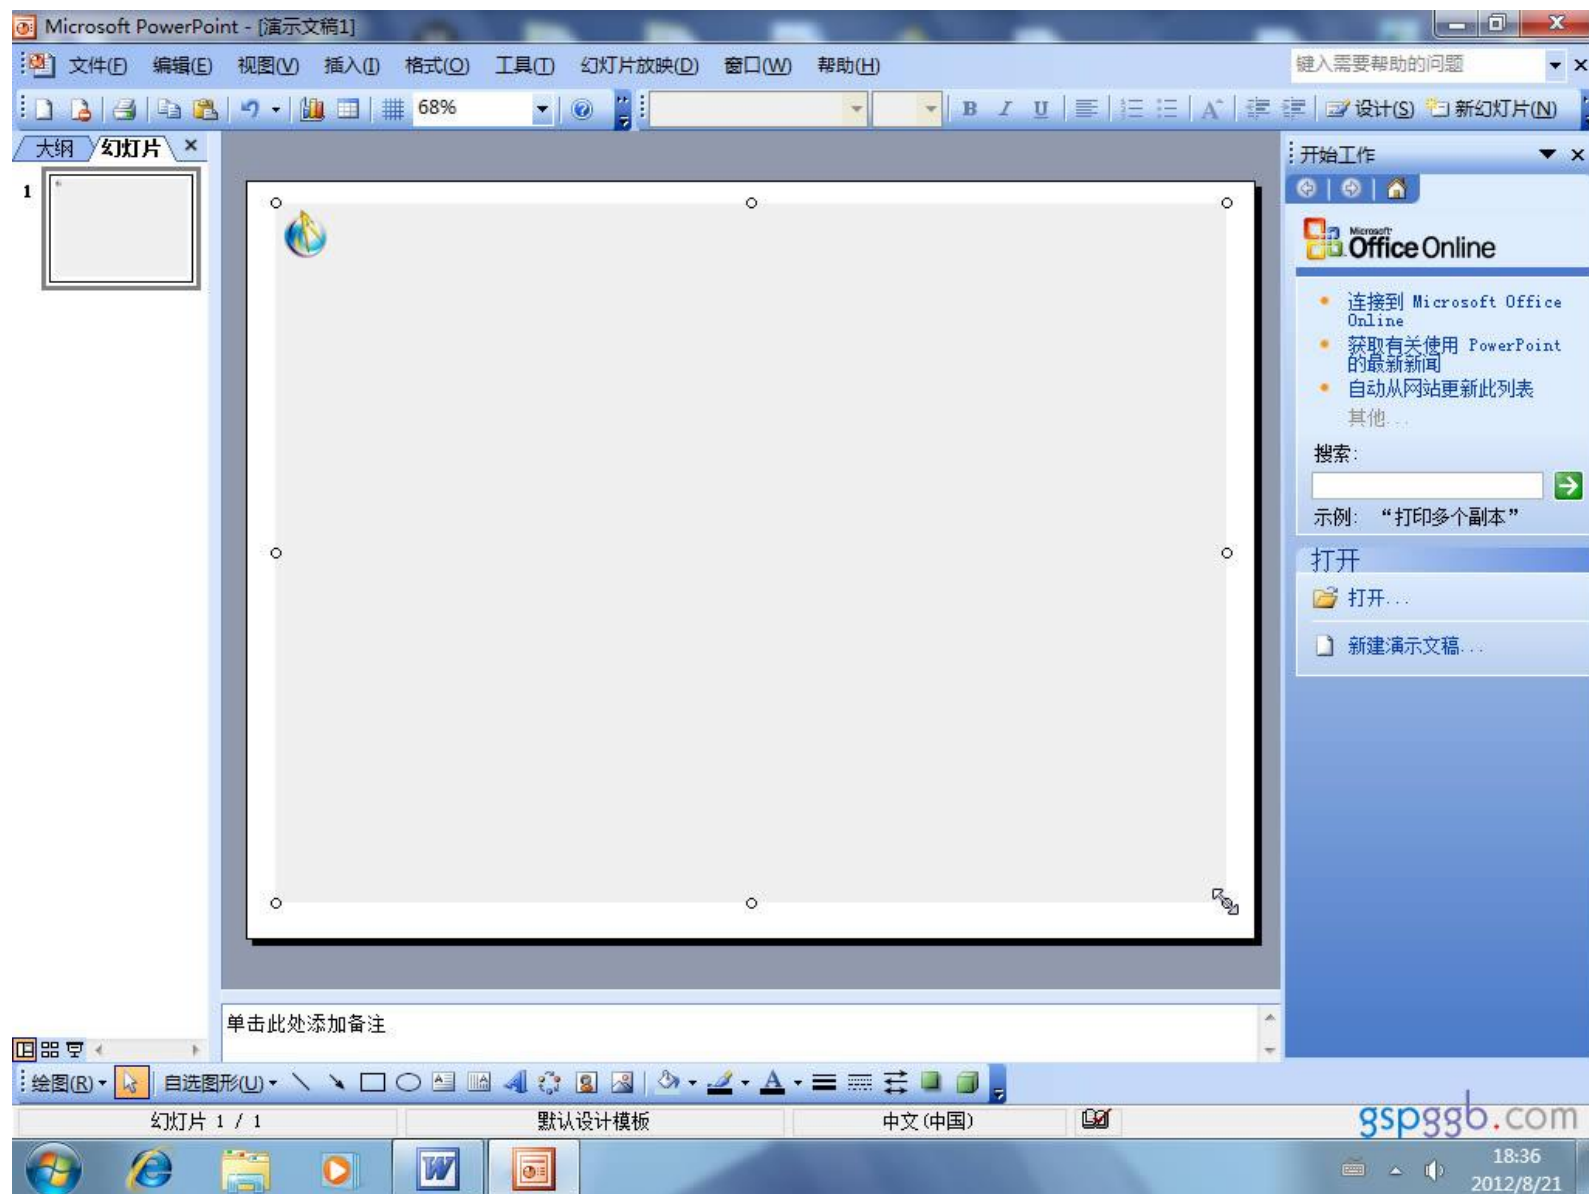 Microsoft PowerPoint - [演示文稿1]
文件(F) 编辑(E) 视图(V) 插入(I) 格式(O) 工具(T) 幻灯片放映(D) 窗口(W) 帮助(H) 键入需要帮助的问题
68% B I U A 设计(S) 新幻灯片(N)
大纲 幻灯片
开始工作
1
Microsoft
Office Online
连接到 Microsoft Office
Online
获取有关使用 PowerPoint
的最新新闻
自动从网站更新此列表
其他...
搜索:
示例: “打印多个副本”
打开
打开...
新建演示文稿...
单击此处添加备注
绘图(R) 自选图形(U) A
幻灯片 1 / 1 默认设计模板 中文(中国)
gspggb.com
W
18:36
2012/8/21